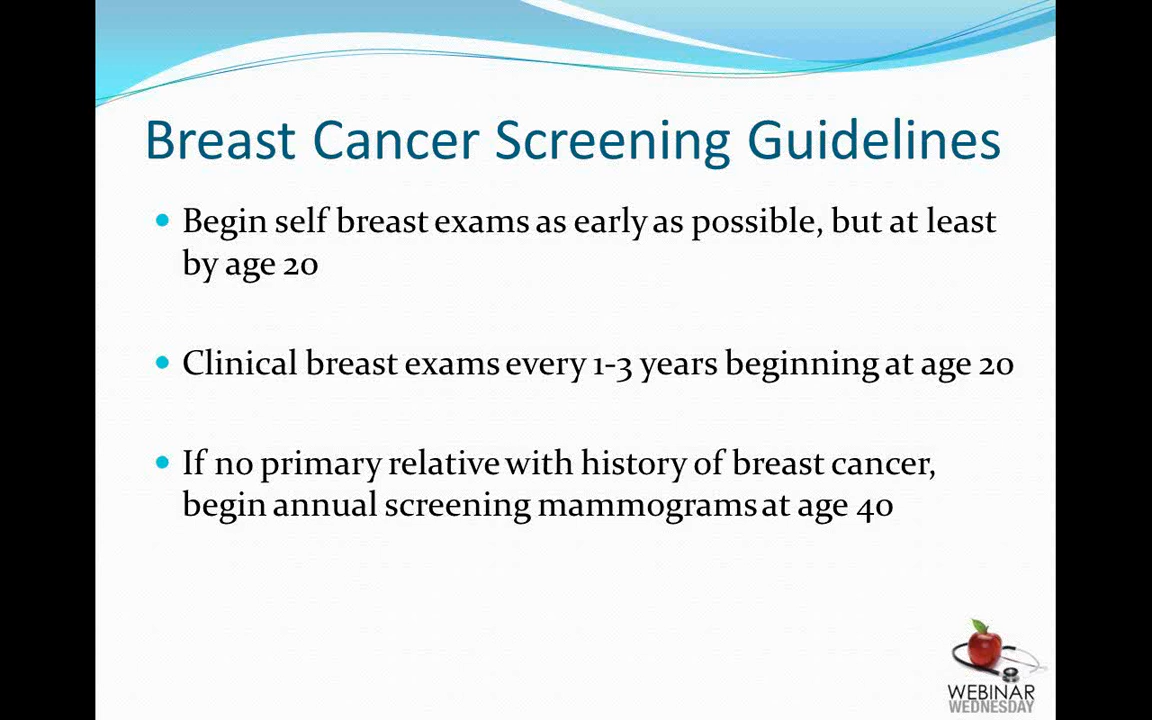 Breast Cancer Screening Guidelines
Begin self breast exams as early as possible, but at least
by age 20
Clinical breast exams every 1-3 years beginning at age 20
If no primary relative with history of breast cancer,
begin annual screening mammograms at age 40
WEBINAR
WEDNESDAY